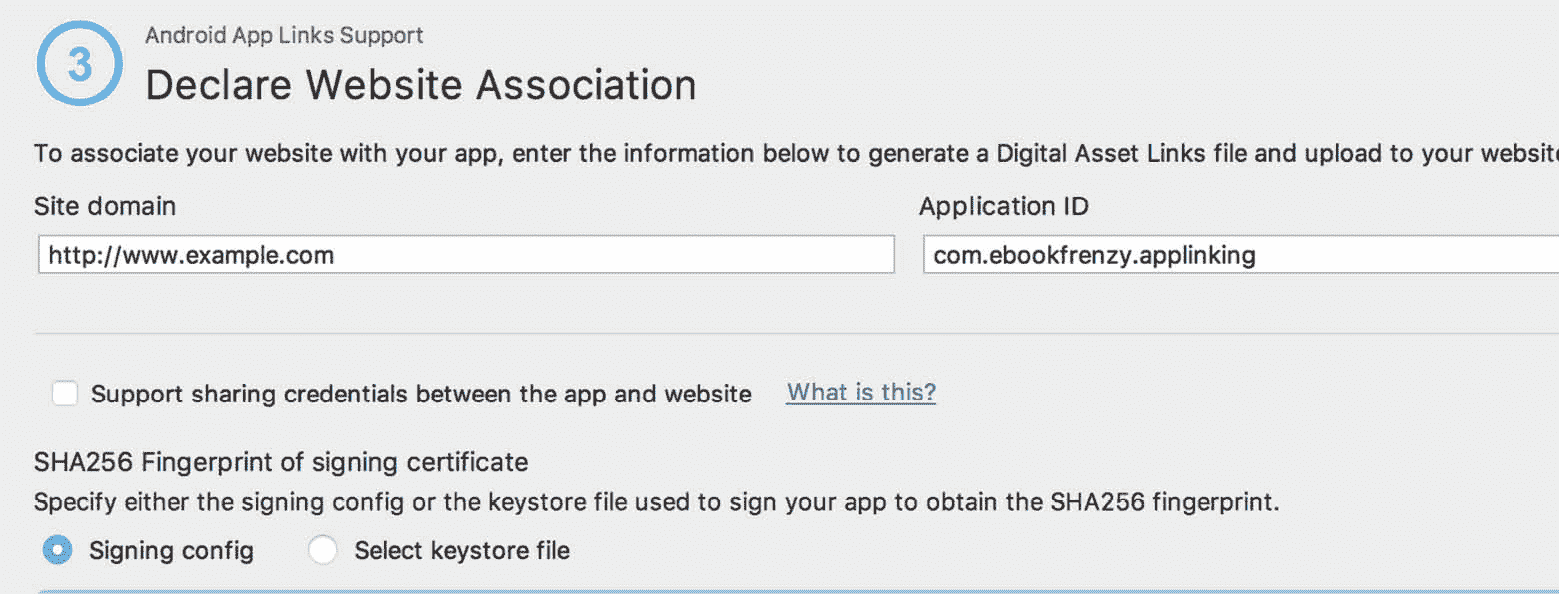 3
Android App Links Support
Declare Website Association
To associate your website with your app, enter the information below to generate a Digital Asset Links file and upload to your website
Site domain
Application ID
http://www.example.com
com.ebookfrenzy.applinking
Support sharing credentials between the app and website What is this?
SHA256 Fingerprint of signing certificate
Specify either the signing config or the keystore file used to sign your app to obtain the SHA256 fingerprint.
Signing config Select keystore file